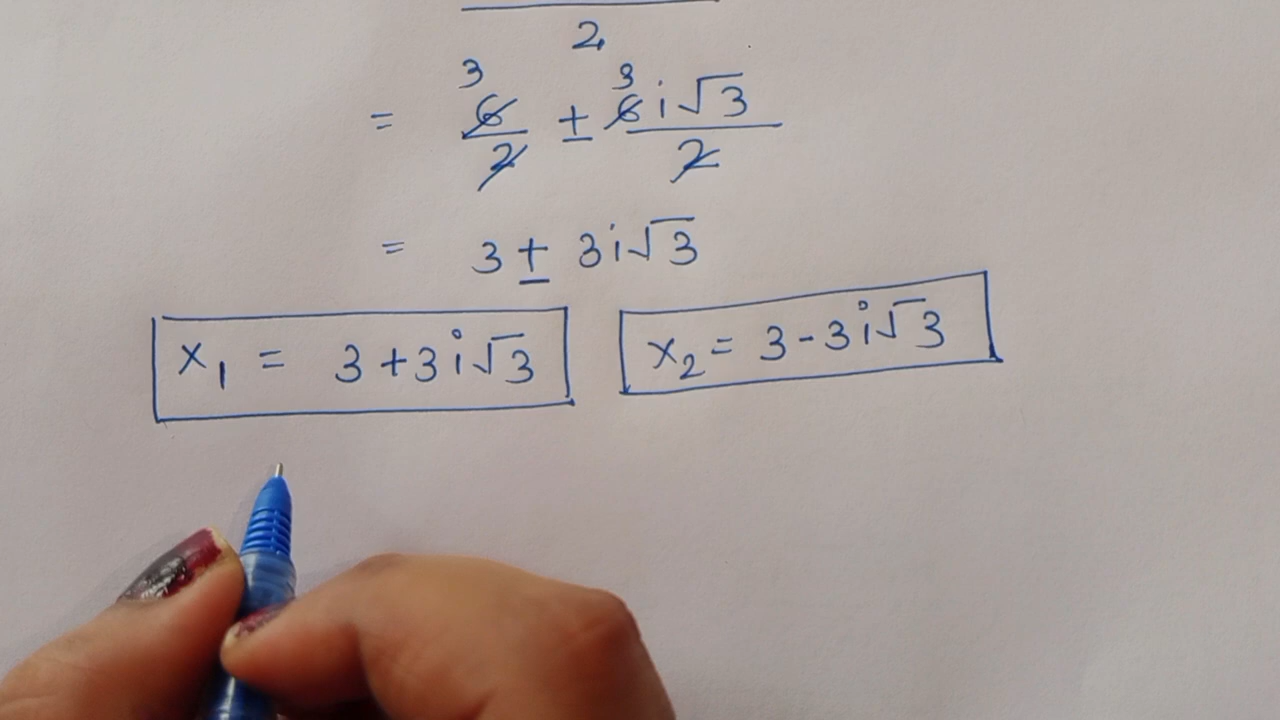 2
3 3
= 6/2 ± 6i√3/2
= 3 ± 3i√3
x₁ = 3+3i√3 x₂ = 3-3i√3